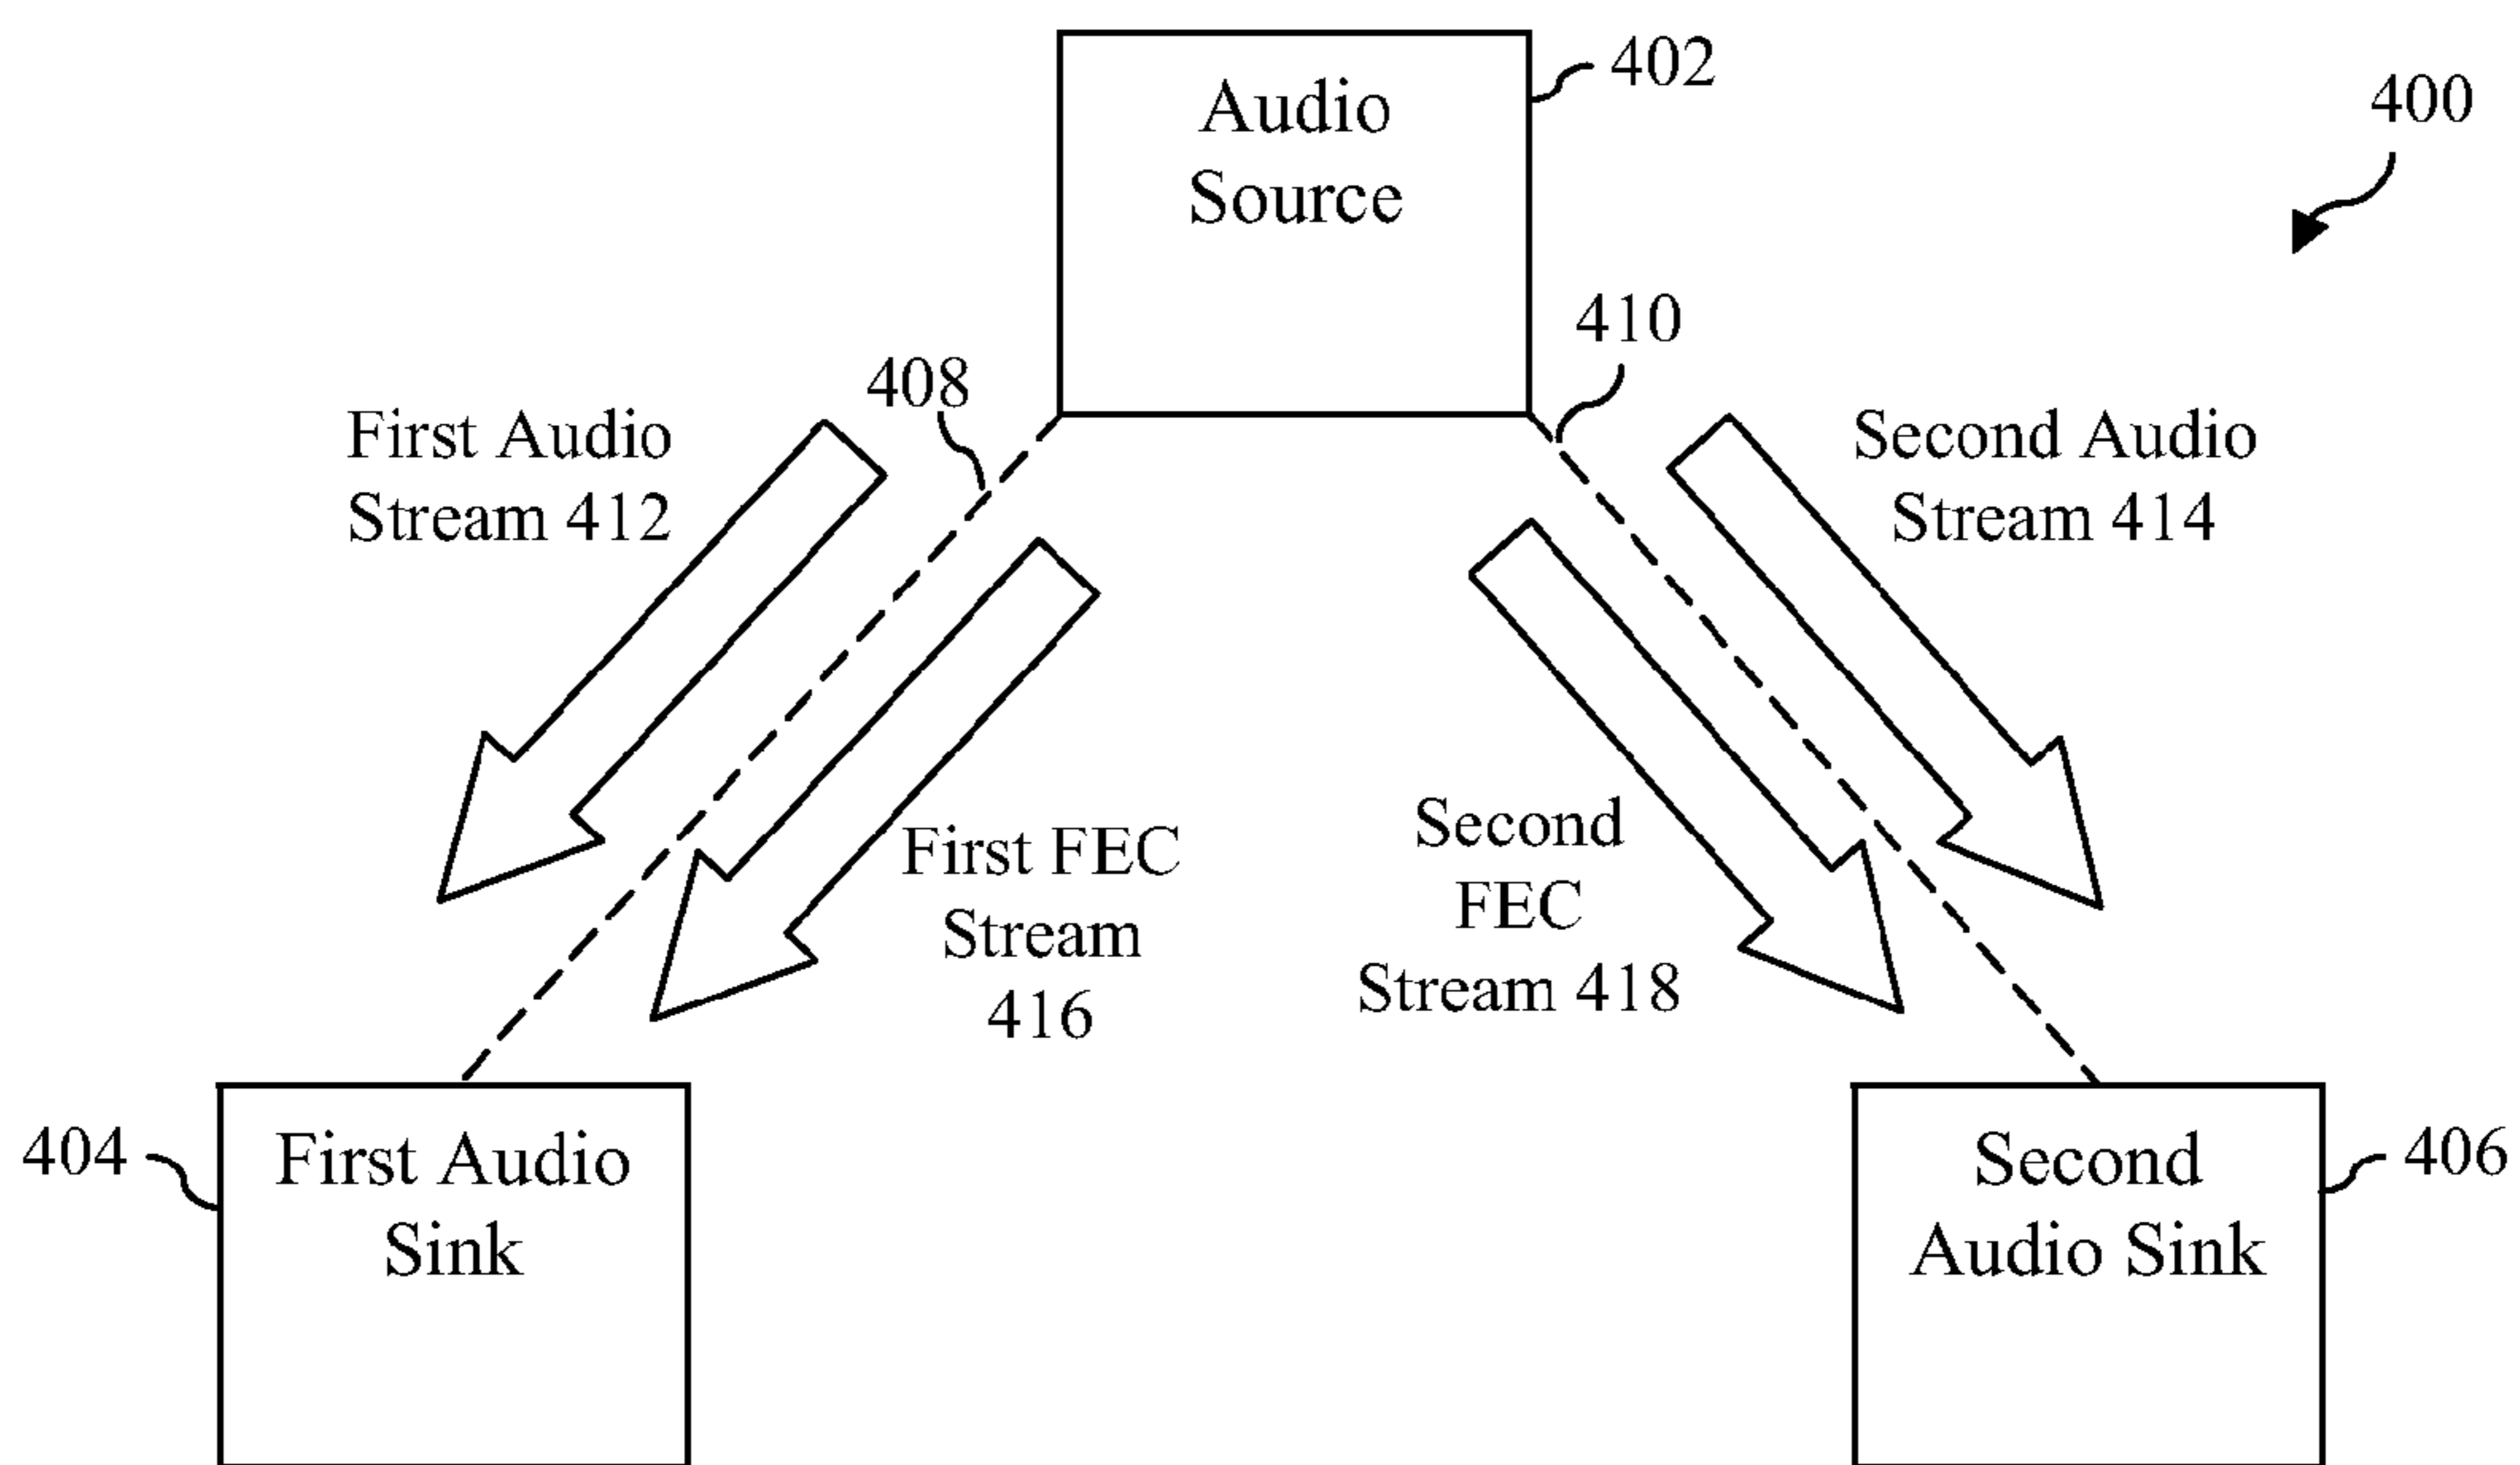 Audio
Source
402
400
410
408
First Audio
Stream 412
Second Audio
Stream 414
First FEC
Stream
416
Second
FEC
Stream 418
404
First Audio
Sink
Second
Audio Sink
406